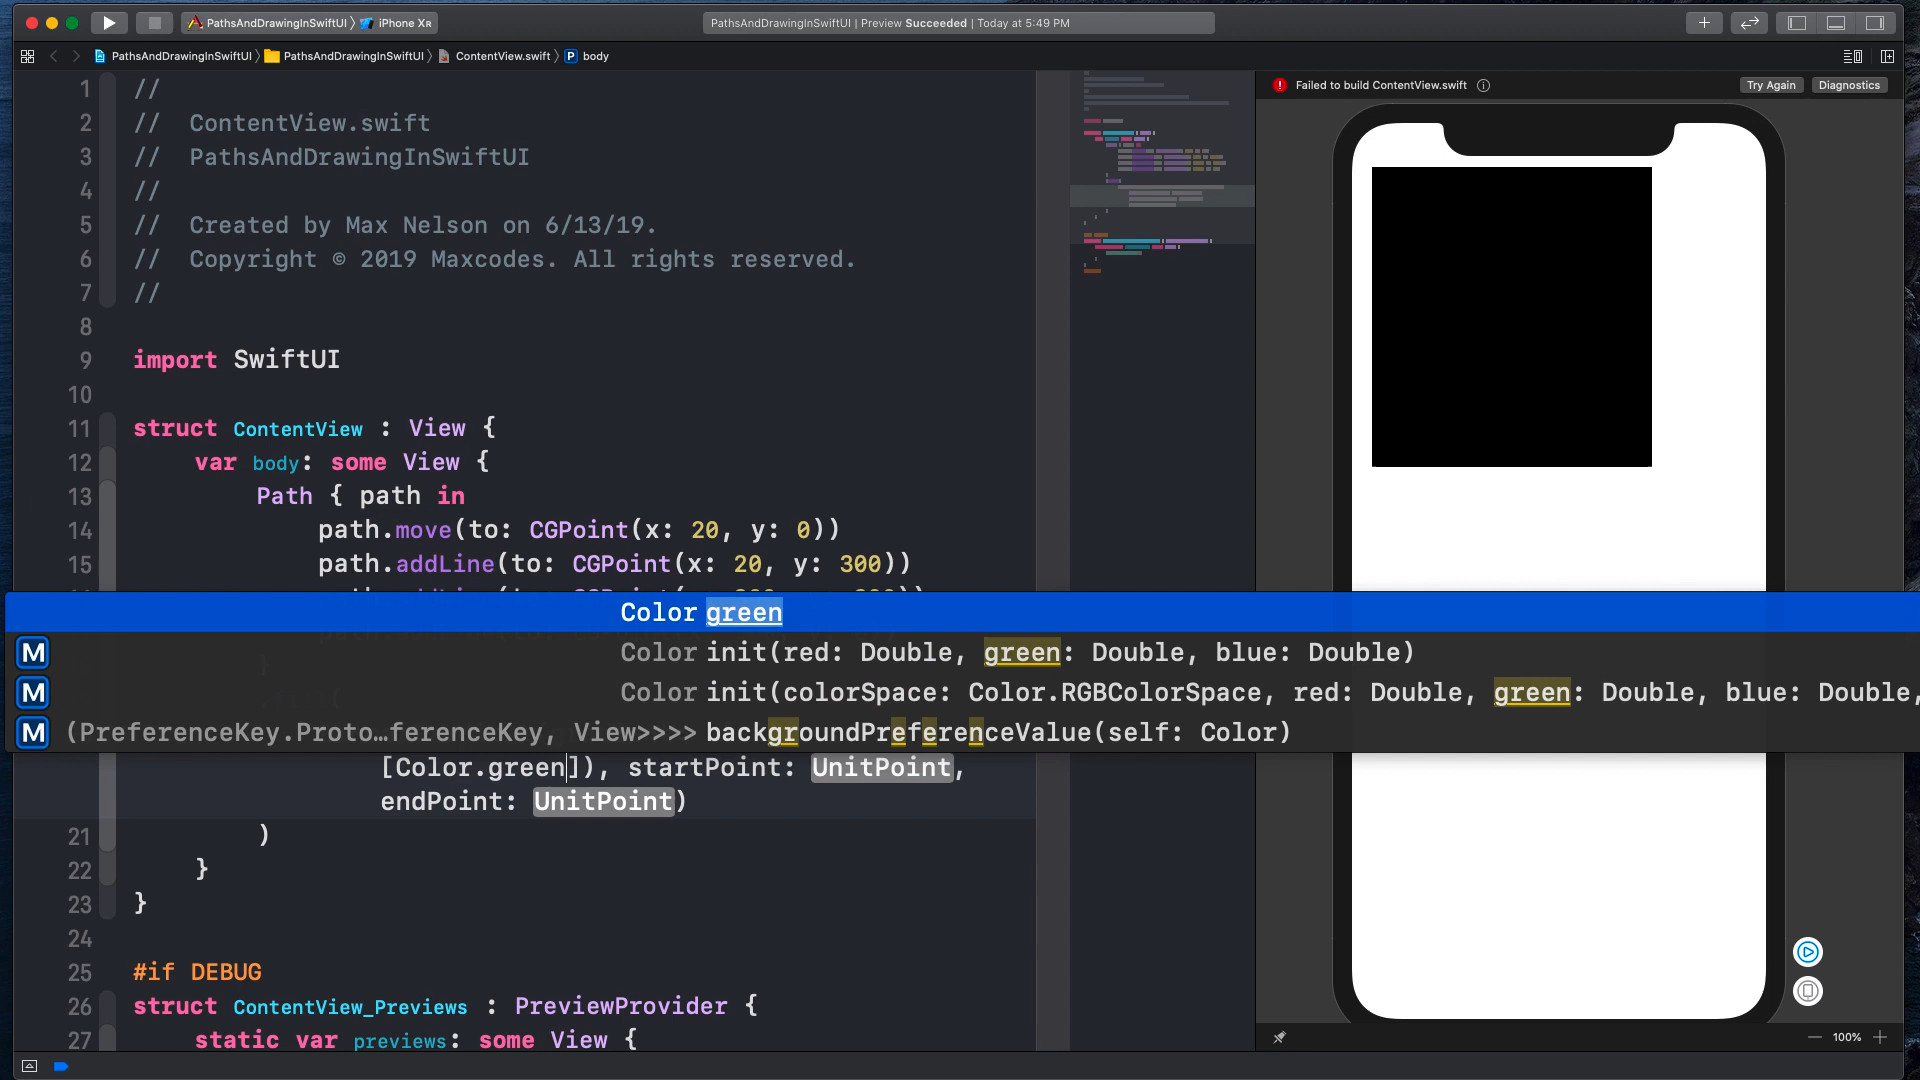 PathsAndDrawingInSwiftUI 〉 iPhone Xʀ
PathsAndDrawingInSwiftUI | Preview Succeeded | Today at 5:49 PM
PathsAndDrawingInSwiftUI 〉 PathsAndDrawingInSwiftUI 〉 ContentView.swift 〉 P body
Failed to build ContentView.swift
Try Again
Diagnostics
1 //
2 //  ContentView.swift
3 //  PathsAndDrawingInSwiftUI
4 //
5 //  Created by Max Nelson on 6/13/19.
6 //  Copyright © 2019 Maxcodes. All rights reserved.
7 //
8
9 import SwiftUI
10
11 struct ContentView : View {
12 var body: some View {
13 Path { path in
14 path.move(to: CGPoint(x: 20, y: 0))
15 path.addLine(to: CGPoint(x: 20, y: 300))
Color green
M Color init(red: Double, green: Double, blue: Double)
M Color init(colorSpace: Color.RGBColorSpace, red: Double, green: Double, blue: Double,
M (PreferenceKey.Proto…ferenceKey, View>>>> backgroundPreferenceValue(self: Color)
[Color.green]), startPoint: UnitPoint,
endPoint: UnitPoint)
21 )
22 }
23 }
24
25 #if DEBUG
26 struct ContentView_Previews : PreviewProvider {
27 static var previews: some View {
100%